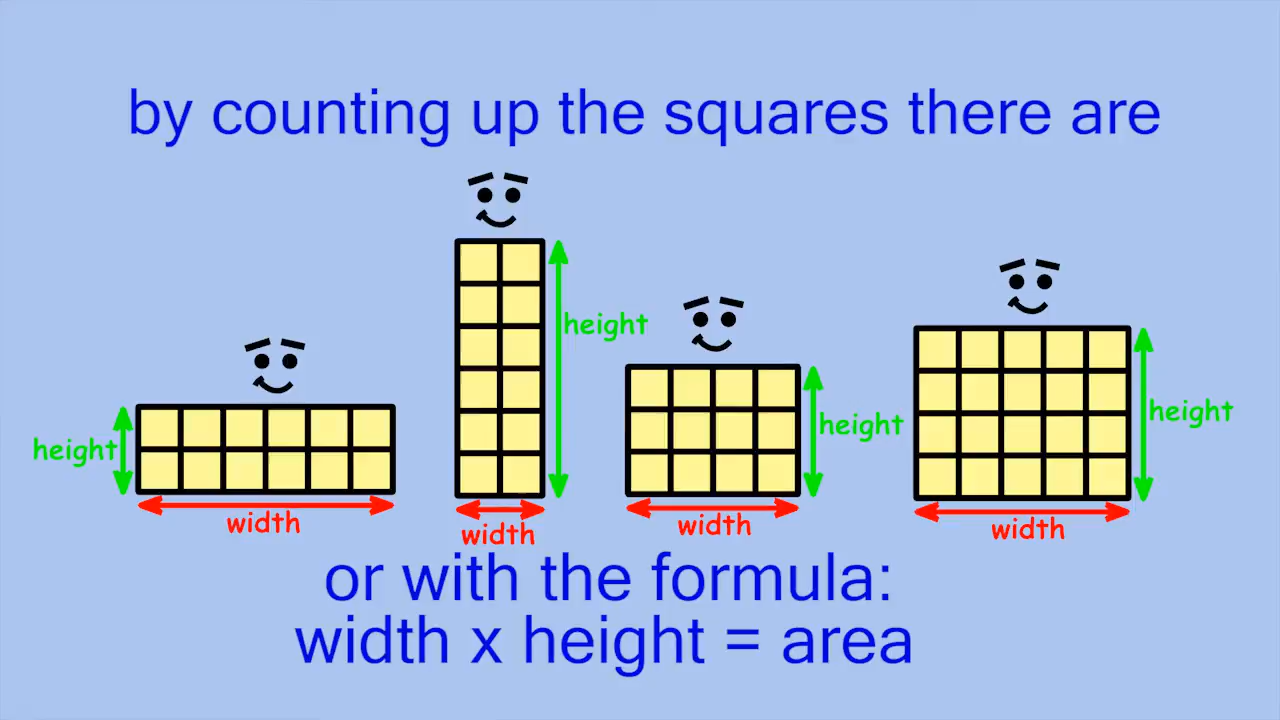 by counting up the squares there are
height
height
height
height
width
width
width
width
or with the formula:
width x height = area